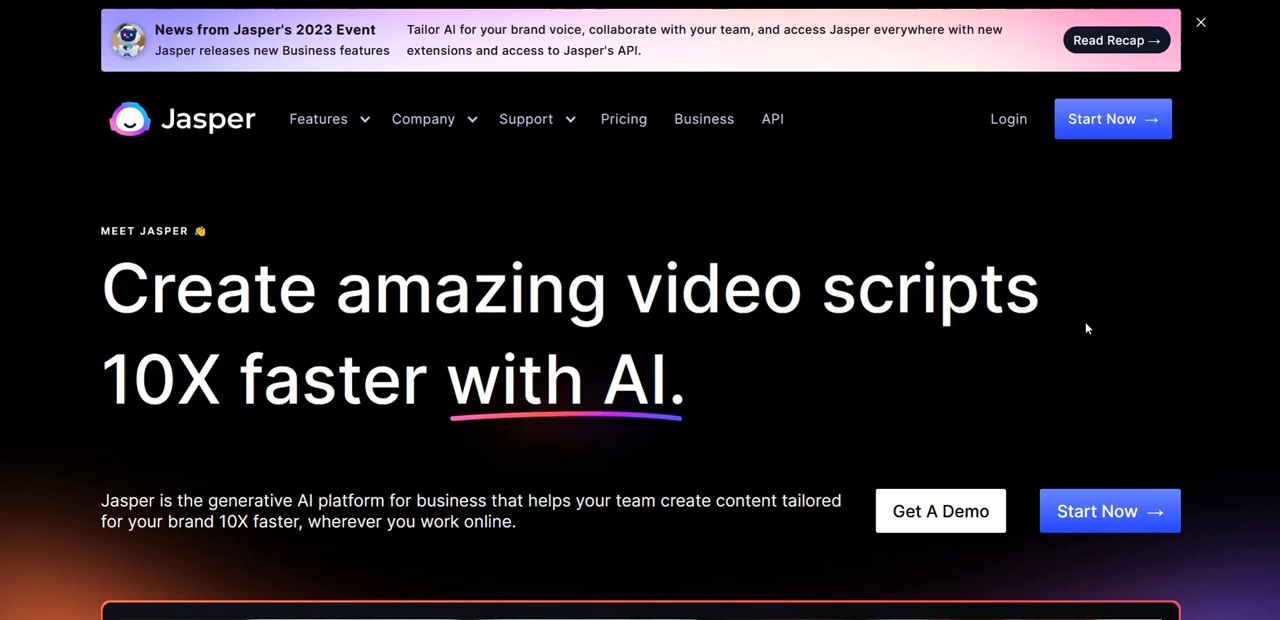 News from Jasper's 2023 Event
Jasper releases new Business features
Tailor AI for your brand voice, collaborate with your team, and access Jasper everywhere with new
extensions and access to Jasper's API.
Read Recap →
Jasper
Features
Company
Support
Pricing
Business
API
Login
Start Now →
MEET JASPER 👋
Create amazing video scripts
10X faster with AI.
Jasper is the generative AI platform for business that helps your team create content tailored
for your brand 10X faster, wherever you work online.
Get A Demo
Start Now →